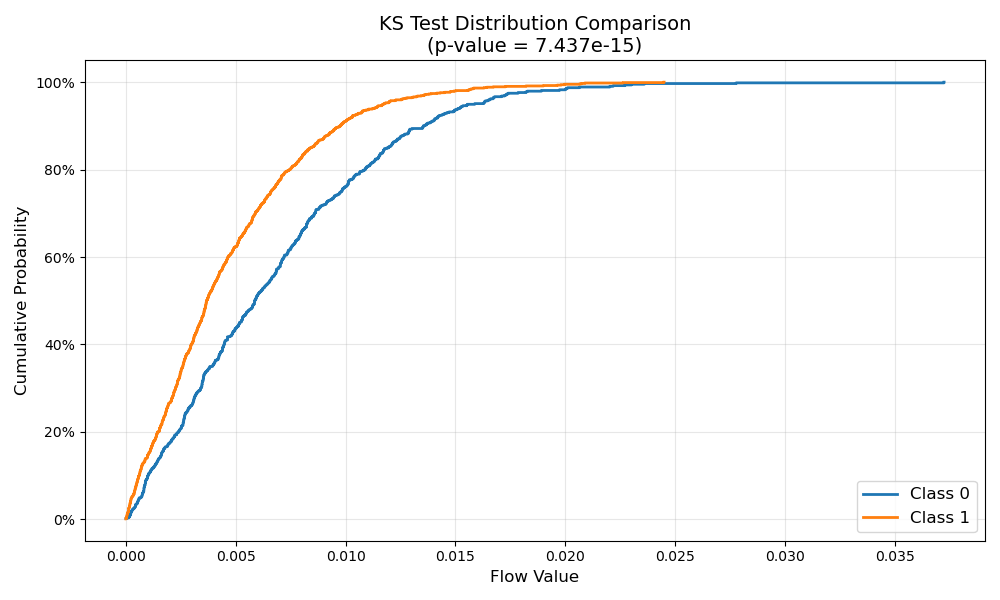 KS Test Distribution Comparison
(p-value = 7.437e-15)
100%
80%
60%
40%
20%
0%
Cumulative Probability
0.000
0.005
0.010
0.015
0.020
0.025
0.030
0.035
Flow Value
Class 0
Class 1